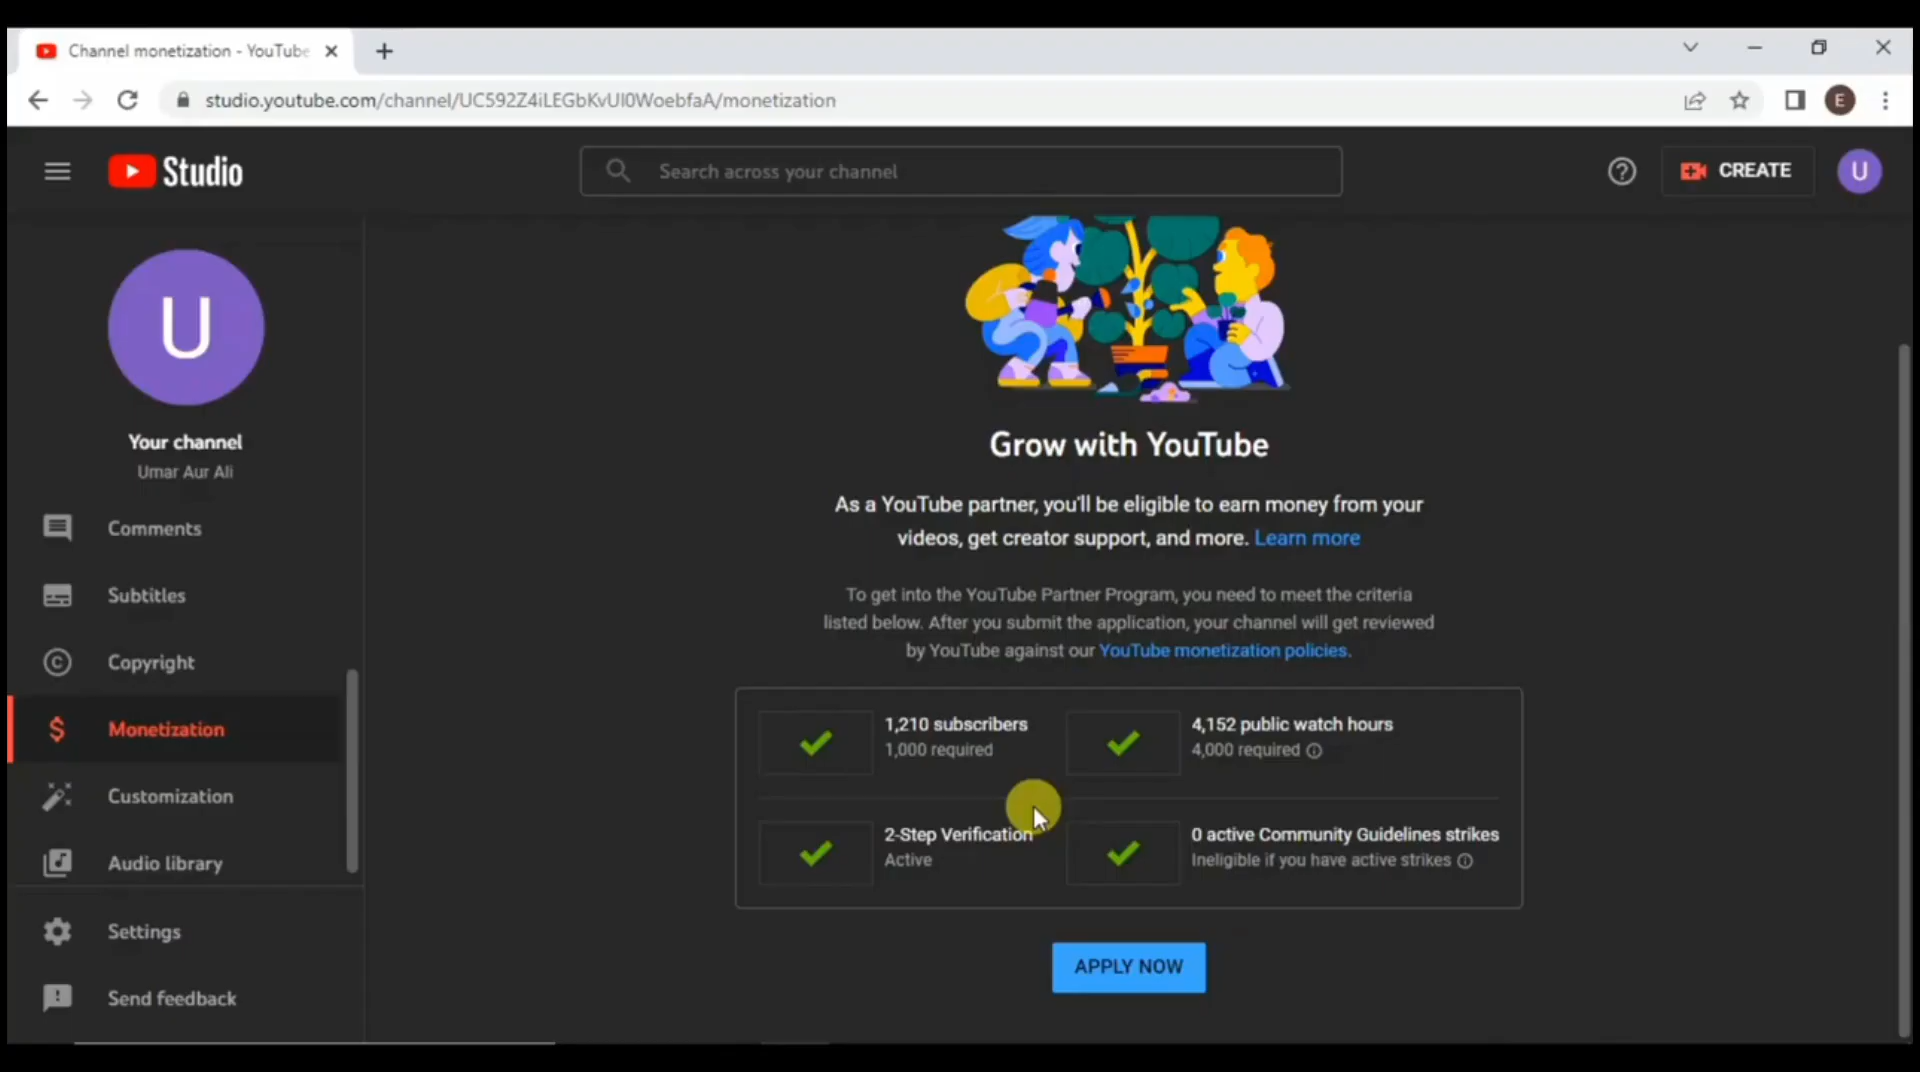 Channel monetization - YouTube
studio.youtube.com/channel/UC592Z4iLEGbKvUI0WoebfaA/monetization
E
Studio
Search across your channel
CREATE
U
U
Your channel
Umar Aur Ali
Comments
Subtitles
Copyright
Monetization
Customization
Audio library
Settings
Send feedback
Grow with YouTube
As a YouTube partner, you'll be eligible to earn money from your
videos, get creator support, and more. Learn more
To get into the YouTube Partner Program, you need to meet the criteria
listed below. After you submit the application, your channel will get reviewed
by YouTube against our YouTube monetization policies.
1,210 subscribers
1,000 required
4,152 public watch hours
4,000 required
2-Step Verification
Active
0 active Community Guidelines strikes
Ineligible if you have active strikes
APPLY NOW